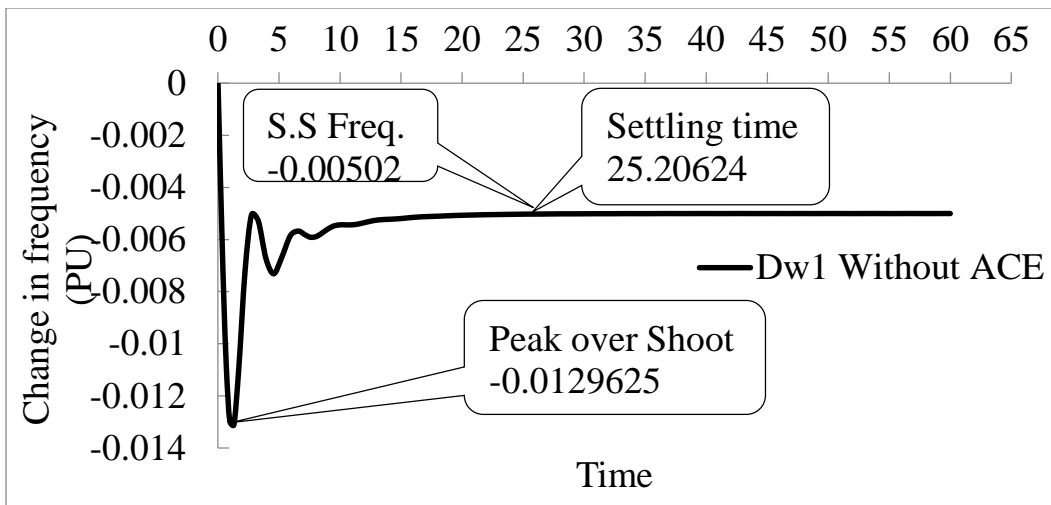 0 5 10 15 20 25 30 35 40 45 50 55 60 65
0
-0.002
-0.004
-0.006
-0.008
-0.01
-0.012
-0.014
Change in frequency
(PU)
S.S Freq.
-0.00502
Settling time
25.20624
Dw1 Without ACE
Peak over Shoot
-0.0129625
Time